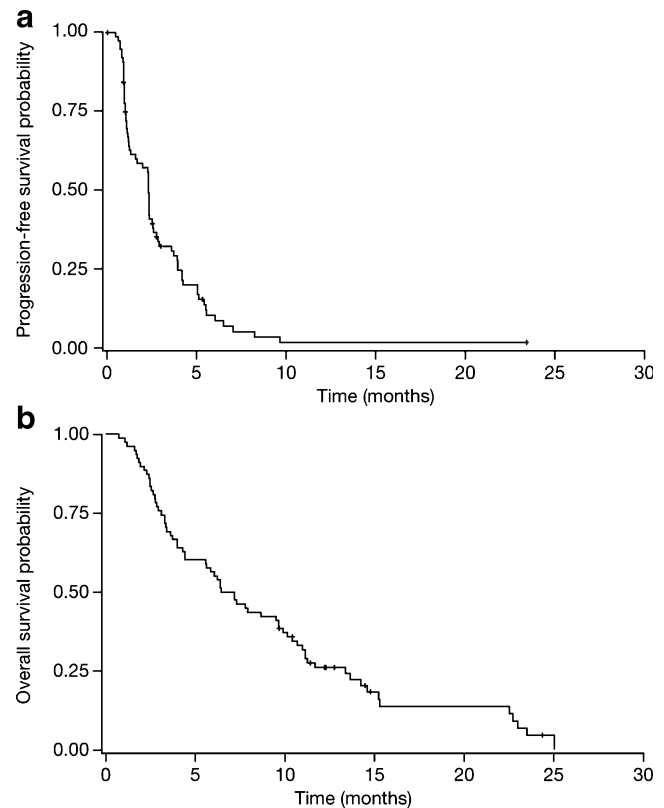 a
Progression-free survival probability
1.00
0.75
0.50
0.25
0.00
0 5 10 15 20 25 30
Time (months)
b
Overall survival probability
1.00
0.75
0.50
0.25
0.00
0 5 10 15 20 25 30
Time (months)